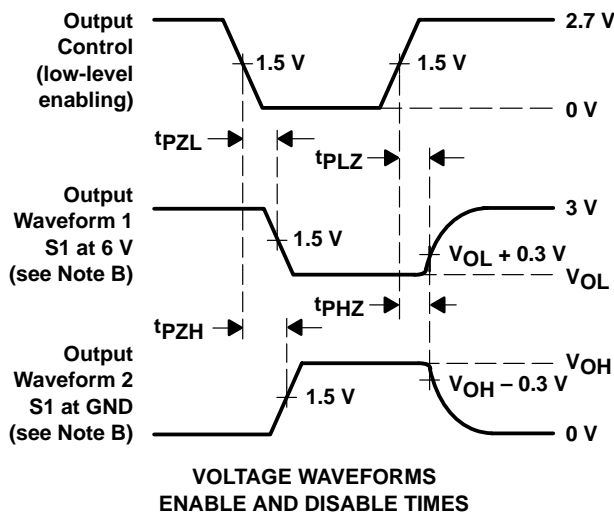 Output
Control
(low-level
enabling)
1.5 V
1.5 V
2.7 V
0 V
tPZL
tPLZ
Output
Waveform 1
S1 at 6 V
(see Note B)
1.5 V
3 V
VOL + 0.3 V
VOL
tPHZ
tPZH
Output
Waveform 2
S1 at GND
(see Note B)
1.5 V
VOH
VOH – 0.3 V
0 V
VOLTAGE WAVEFORMS
ENABLE AND DISABLE TIMES